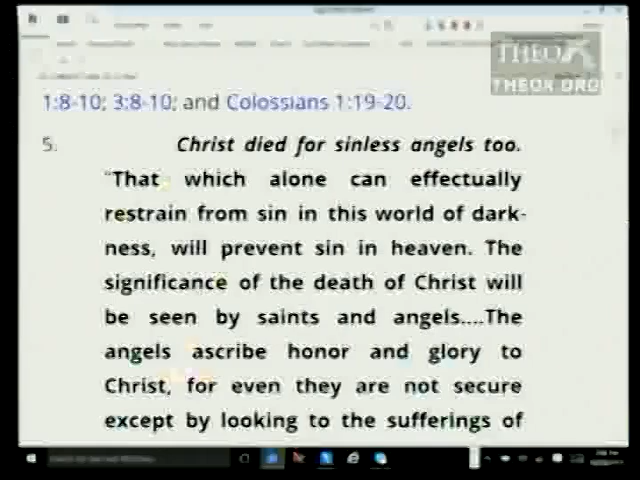 THEOX
THEOX ORG
1:8-10; 3:8-10; and Colossians 1:19-20.
5. Christ died for sinless angels too.
"That which alone can effectually
restrain from sin in this world of dark-
ness, will prevent sin in heaven. The
significance of the death of Christ will
be seen by saints and angels....The
angels ascribe honor and glory to
Christ, for even they are not secure
except by looking to the sufferings of